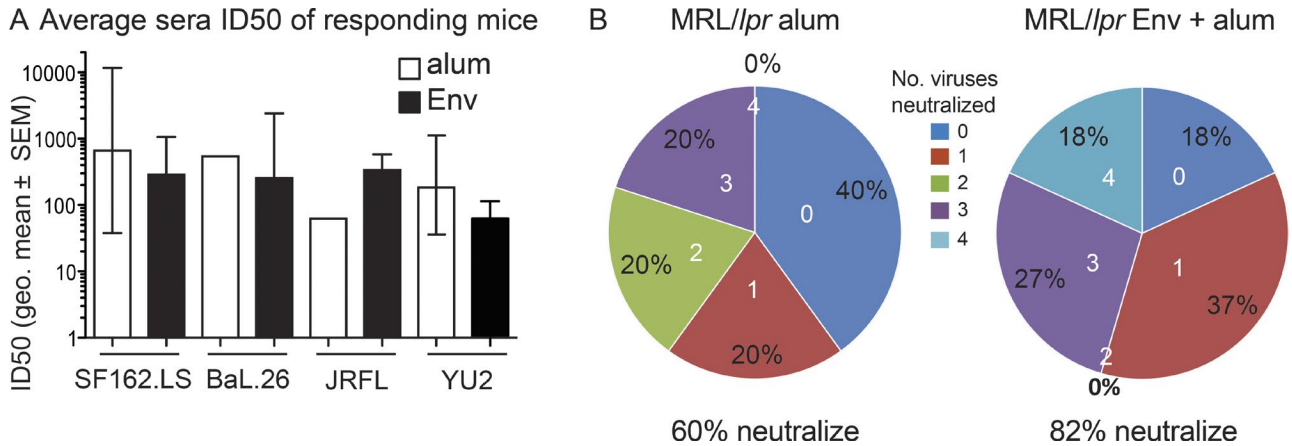 A Average sera ID50 of responding mice
ID50 (geo. mean ± SEM)
10000
1000
100
10
1
alum
Env
SF162.LS BaL.26 JRFL YU2
B MRL/lpr alum
0%
4
20%
3
40%
0
2
20%
1
20%
60% neutralize
No. viruses
neutralized
0
1
2
3
4
MRL/lpr Env + alum
18%
4
18%
0
27%
3
1
37%
2
0%
82% neutralize